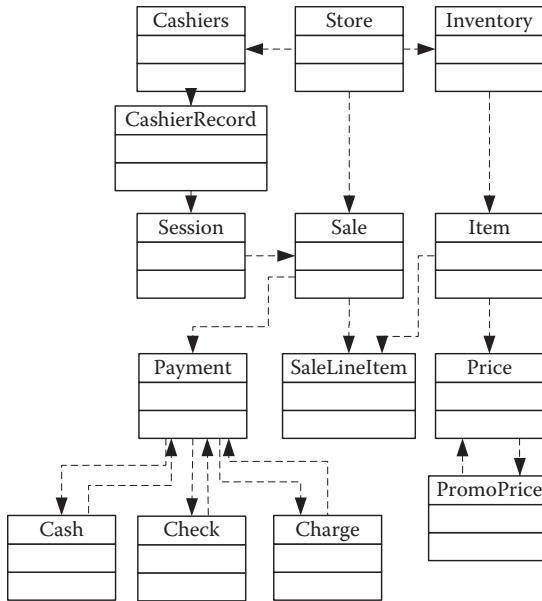 Cashiers
Store
Inventory
CashierRecord
Session
Sale
Item
Payment
SaleLineItem
Price
PromoPrice
Cash
Check
Charge